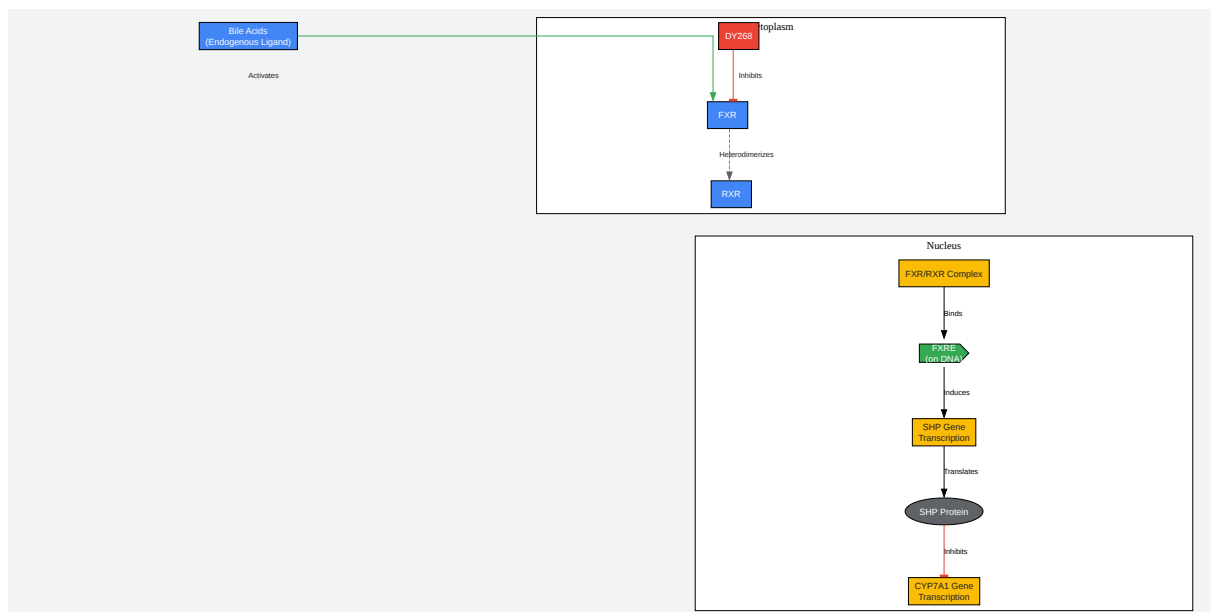 Bile Acids
(Endogenous Ligand)
Activates
toplasm
DY268
Inhibits
FXR
Heterodimerizes
RXR
Nucleus
FXR/RXR Complex
Binds
FXRE
(on DNA)
Induces
SHP Gene
Transcription
Translates
SHP Protein
Inhibits
CYP7A1 Gene
Transcription